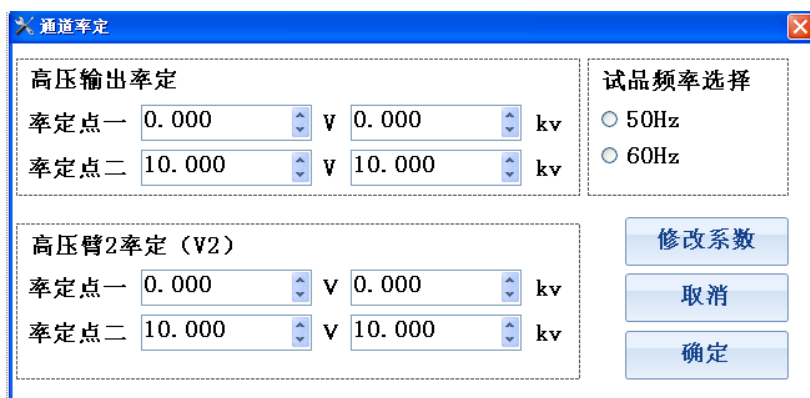 通道率定
高压输出率定
率定点一 0.000 V 0.000 kv
率定点二 10.000 V 10.000 kv
试品频率选择
50Hz
60Hz
高压臂2率定（V2）
率定点一 0.000 V 0.000 kv
率定点二 10.000 V 10.000 kv
修改系数
取消
确定